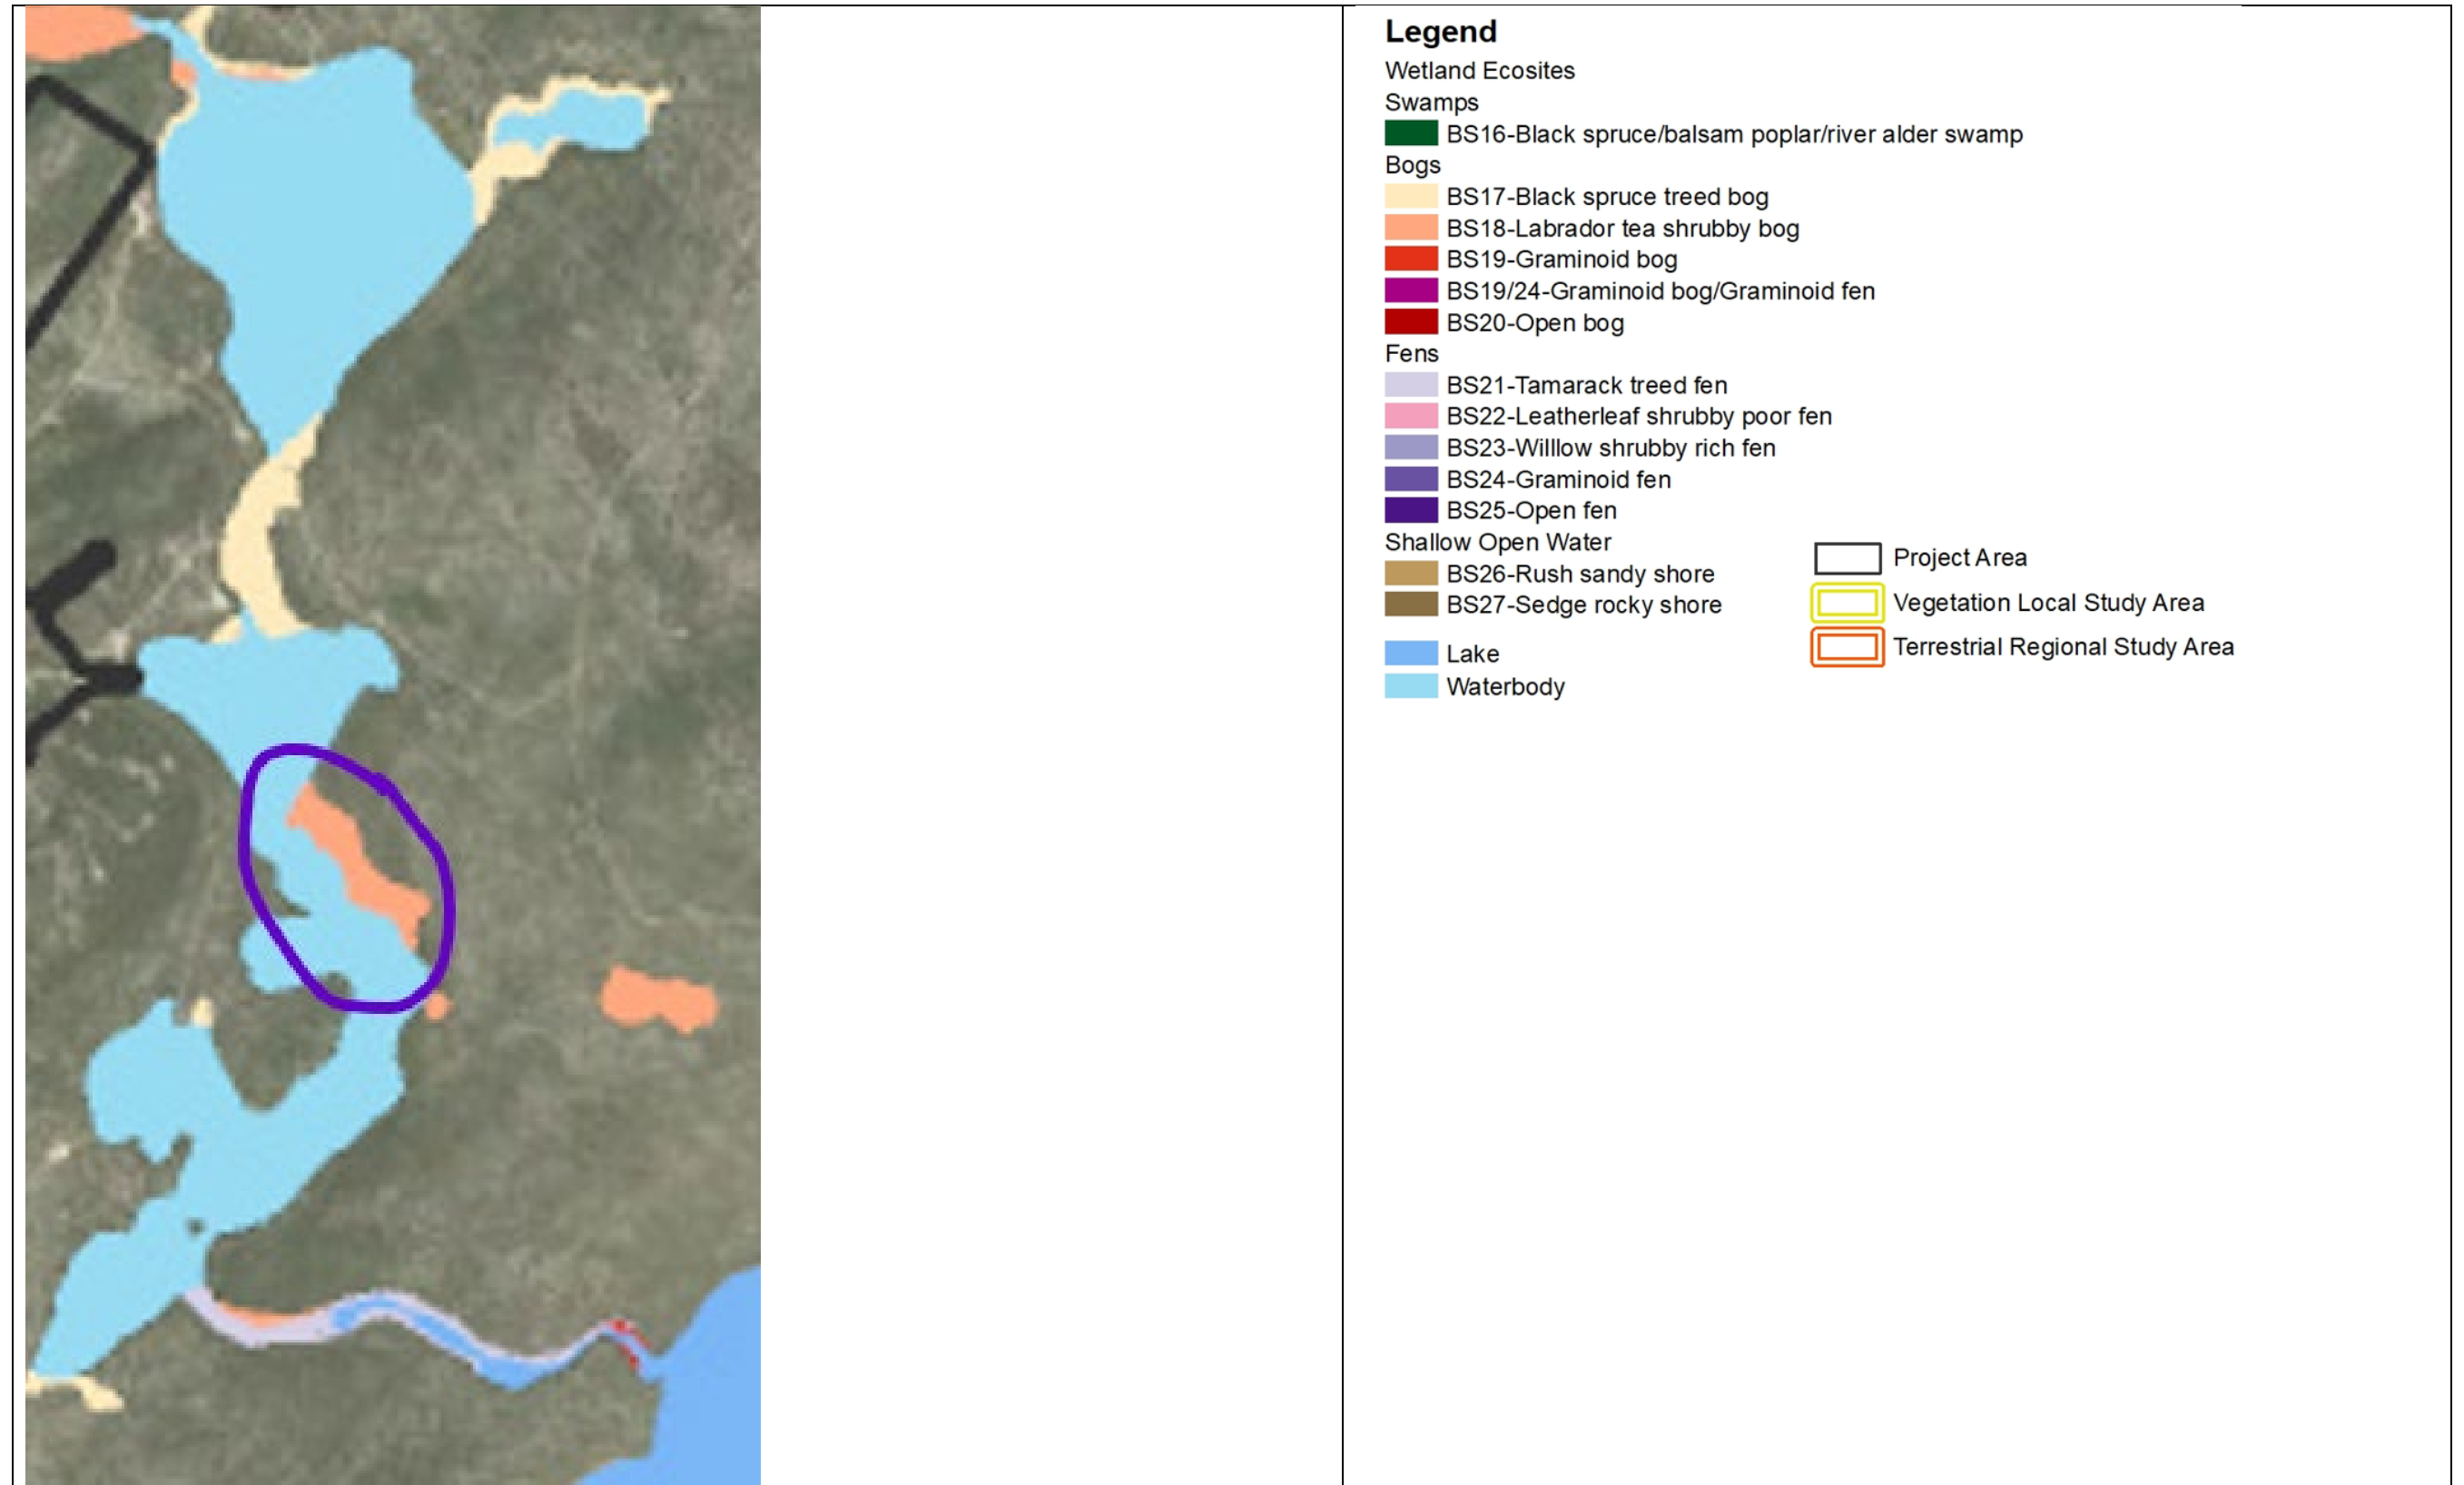 Legend
Wetland Ecosites
Swamps
BS16-Black spruce/balsam poplar/river alder swamp
Bogs
BS17-Black spruce treed bog
BS18-Labrador tea shrubby bog
BS19-Graminoid bog
BS19/24-Graminoid bog/Graminoid fen
BS20-Open bog
Fens
BS21-Tamarack treed fen
BS22-Leatherleaf shrubby poor fen
BS23-Willlow shrubby rich fen
BS24-Graminoid fen
BS25-Open fen
Shallow Open Water
BS26-Rush sandy shore
BS27-Sedge rocky shore
Lake
Waterbody
Project Area
Vegetation Local Study Area
Terrestrial Regional Study Area